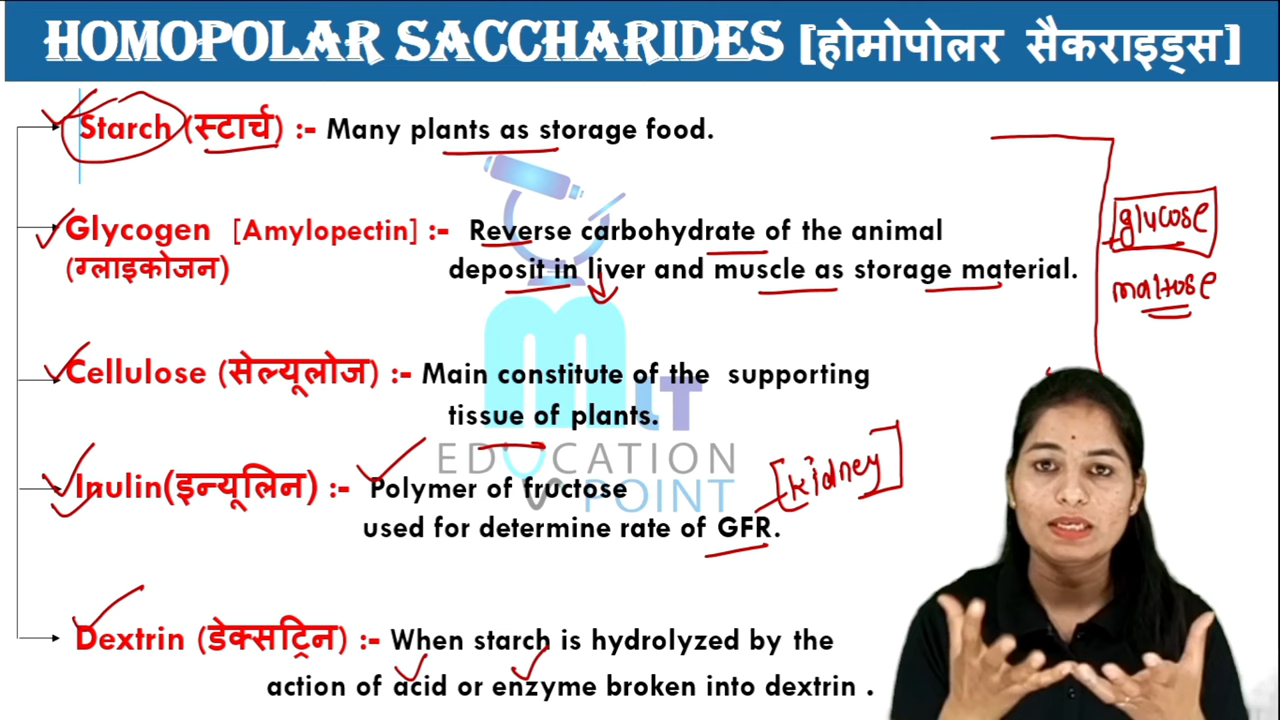 HOMOPOLAR SACCHARIDES [होमोपोलर सैकराइड्स]
Starch (स्टार्च) :- Many plants as storage food.
Glycogen [Amylopectin] :- Reverse carbohydrate of the animal
(ग्लाइकोजन) deposit in liver and muscle as storage material.
glucose
maltose
Cellulose (सेल्यूलोज) :- Main constitute of the supporting
tissue of plants.
MLT
EDUCATION
POINT
Inulin(इन्यूलिन) :- Polymer of fructose
used for determine rate of GFR.
[kidney]
Dextrin (डेक्सट्रिन) :- When starch is hydrolyzed by the
action of acid or enzyme broken into dextrin .